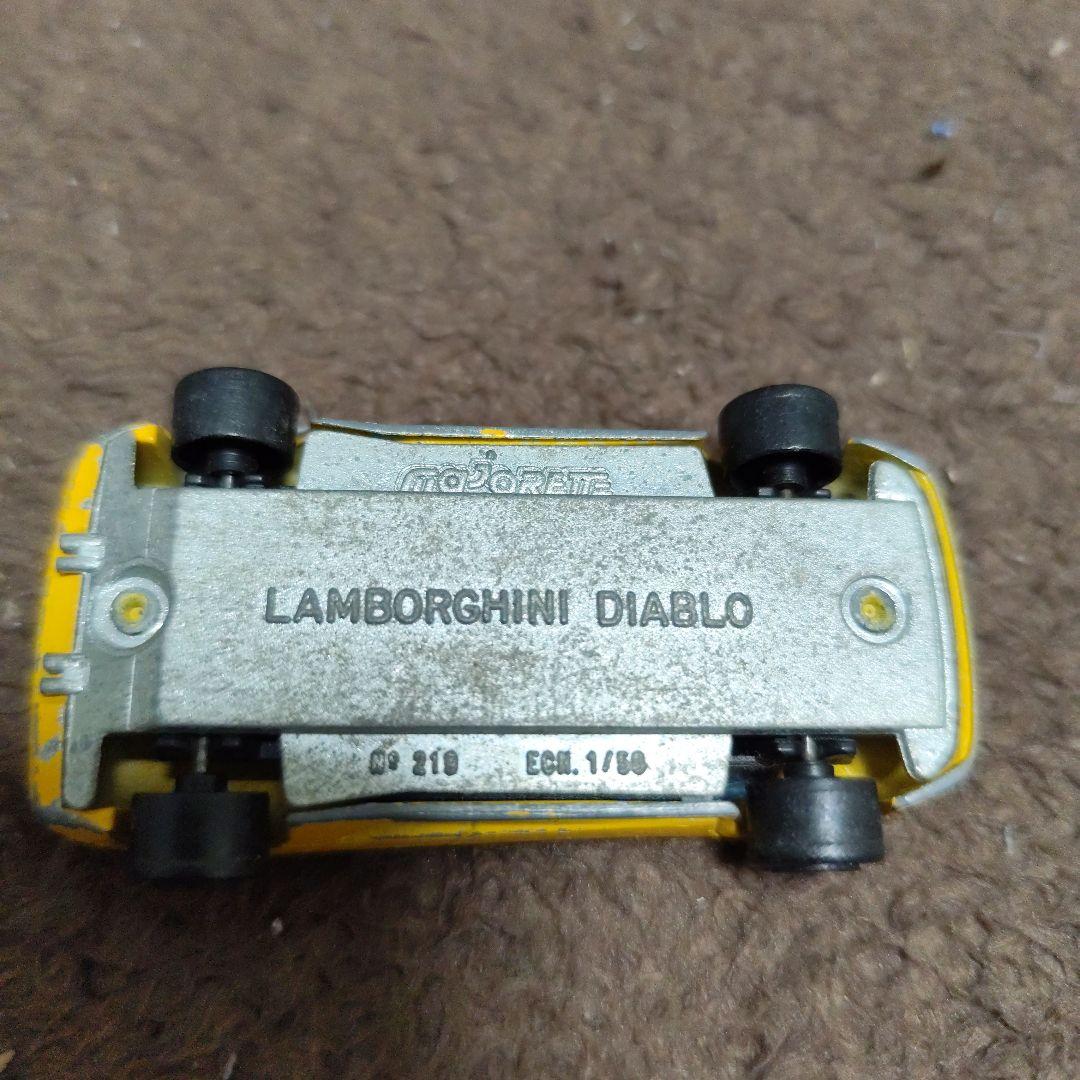 majorette
LAMBORGHINI DIABLO
Nº 219 ECH. 1/58